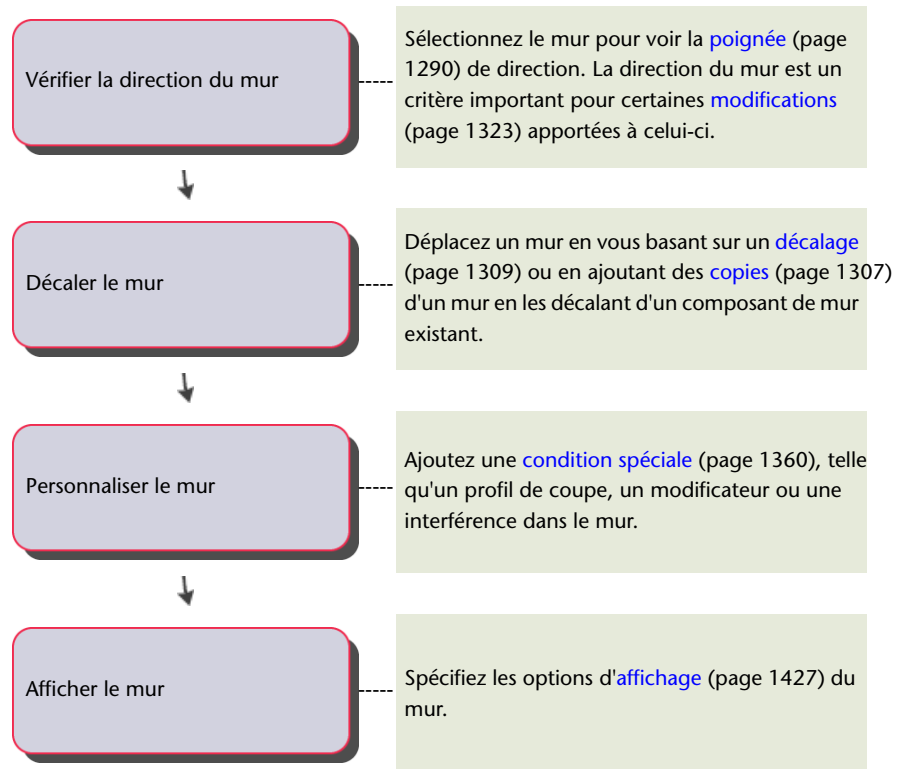 Vérifier la direction du mur
Sélectionnez le mur pour voir la poignée (page
1290) de direction. La direction du mur est un
critère important pour certaines modifications
(page 1323) apportées à celui-ci.
Décaler le mur
Déplacez un mur en vous basant sur un décalage
(page 1309) ou en ajoutant des copies (page 1307)
d'un mur en les décalant d'un composant de mur
existant.
Personnaliser le mur
Ajoutez une condition spéciale (page 1360), telle
qu'un profil de coupe, un modificateur ou une
interférence dans le mur.
Afficher le mur
Spécifiez les options d'affichage (page 1427) du
mur.